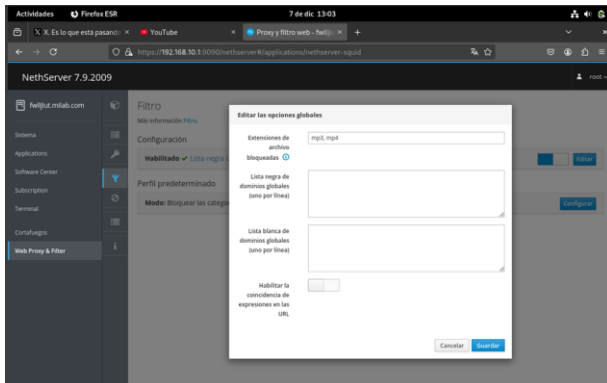 Actividades Firefox ESR 7 de dic 13:03
X. Es lo que está pasando YouTube Proxy y filtro web - fwlljlut
https://192.168.10.1:9090/nethserver#/applications/nethserver-squid
NethServer 7.9.2009 root
fwlljlut.milab.com
Sistema
Applications
Software Center
Subscription
Terminal
Cortafuegos
Web Proxy & Filter
Filtro
Más información Filtro.
Configuración
Habilitado Lista negra Editar
Perfil predeterminado
Modo: Bloquear las Configurar
Editar las opciones globales
Extensiones de
archivo
bloqueadas
mp3, mp4
Lista negra de
dominios globales
(uno por línea)
Lista blanca de
dominios globales
(uno por línea)
Habilitar la
coincidencia de
expresiones en las
URL
Cancelar Guardar